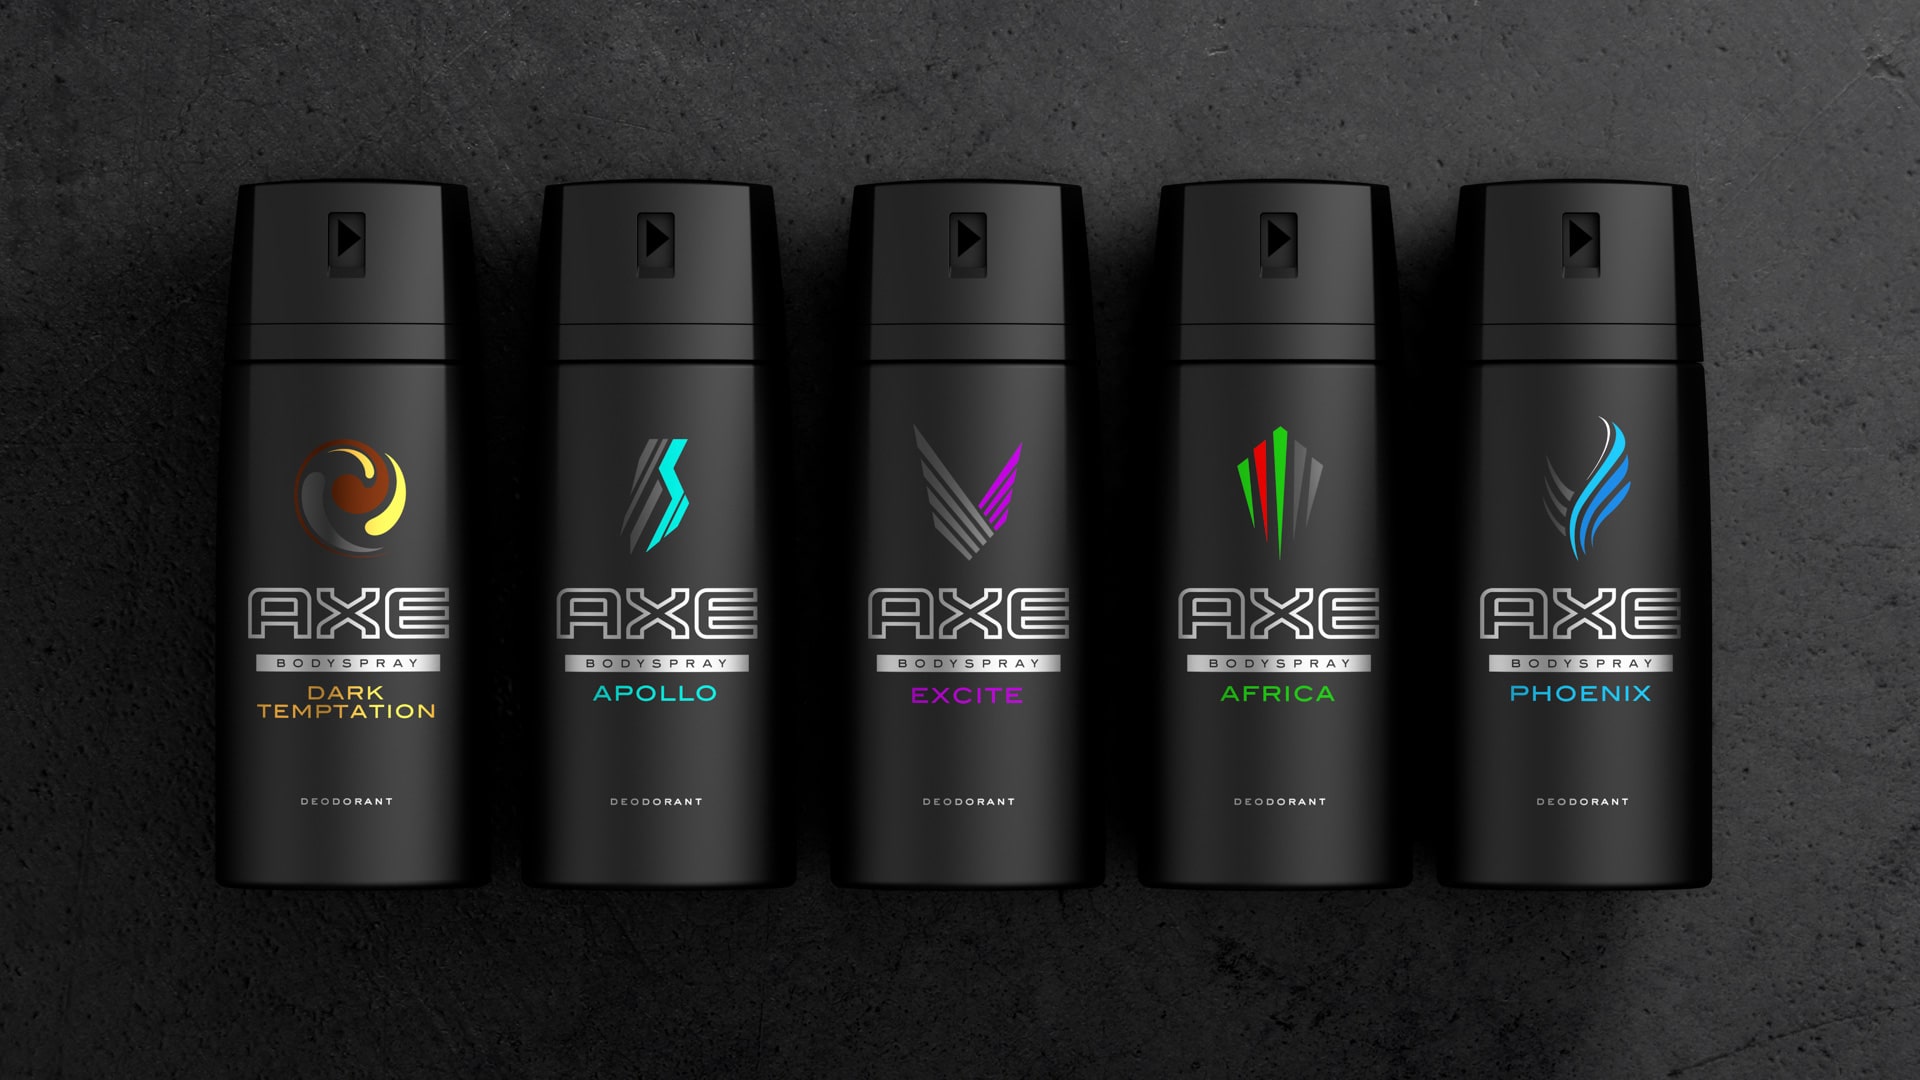 AXE
BODYSPRAY
DARK
TEMPTATION
DEODORANT
AXE
BODYSPRAY
APOLLO
DEODORANT
AXE
BODYSPRAY
EXCITE
DEODORANT
AXE
BODYSPRAY
AFRICA
DEODORANT
AXE
BODYSPRAY
PHOENIX
DEODORANT